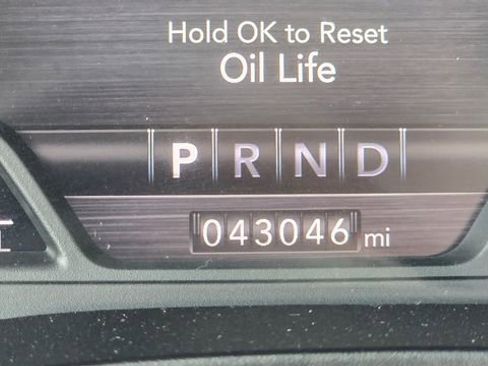 Hold OK to Reset
Oil Life
P R N D
043046 mi